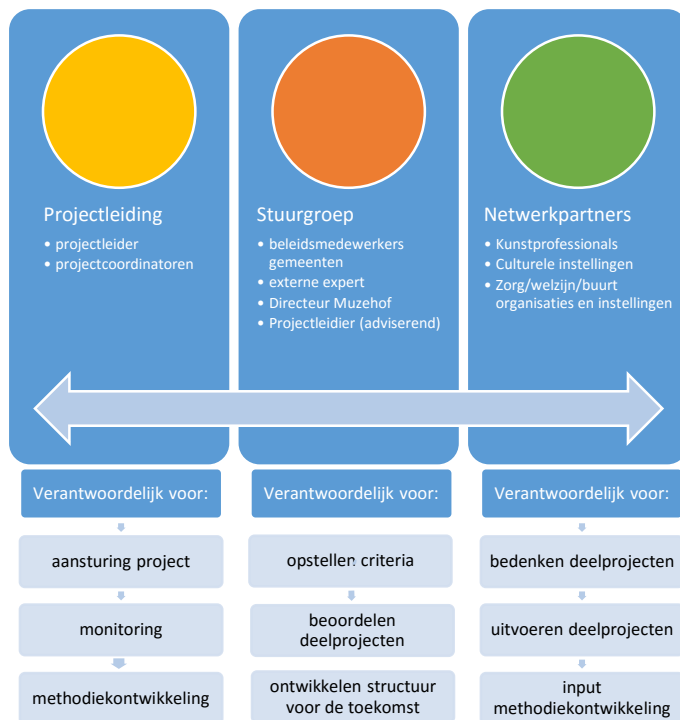 Projectleiding
• projectleider
• projectcoordinatoren
Stuurgroep
• beleidsmedewerkers
gemeenten
• externe expert
• Directeur Muzehof
• Projectleidier (adviserend)
Netwerkpartners
• Kunstprofessionals
• Culturele instellingen
• Zorg/welzijn/buurt
organisaties en instellingen
Verantwoordelijk voor:
aansturing project
monitoring
methodiekontwikkeling
Verantwoordelijk voor:
opstellen criteria
beoordelen
deelprojecten
ontwikkelen structuur
voor de toekomst
Verantwoordelijk voor:
bedenken deelprojecten
uitvoeren deelprojecten
input
methodiekontwikkeling